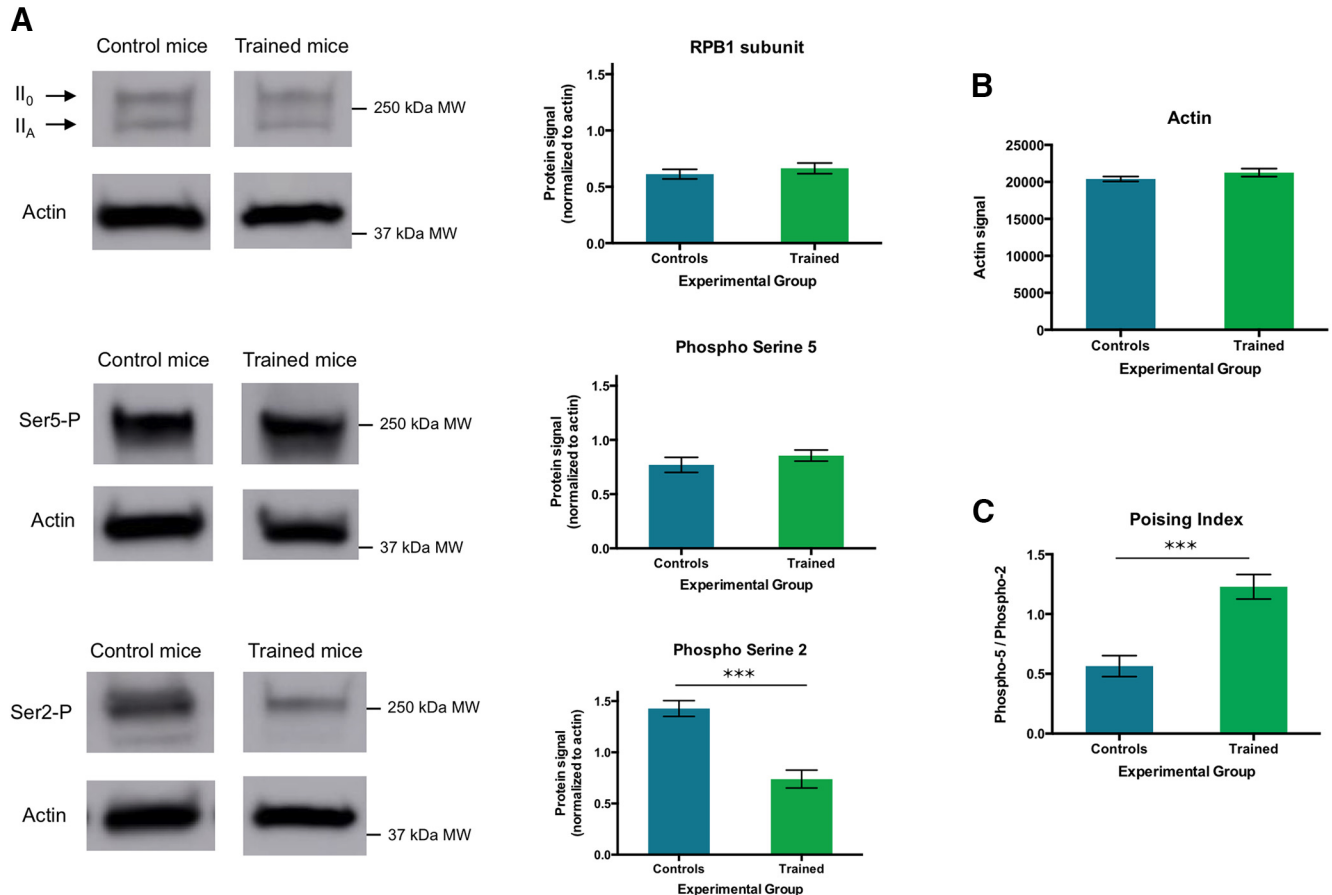 A
Control mice Trained mice
II0
250 kDa MW
IIA
Actin
37 kDa MW
RPB1 subunit
Protein signal
(normalized to actin)
1.5
1.0
0.5
0.0
Controls Trained
Experimental Group
B
Actin
Actin signal
25000
20000
15000
10000
5000
0
Controls Trained
Experimental Group
Control mice Trained mice
Ser5-P
250 kDa MW
Actin
37 kDa MW
Phospho Serine 5
Protein signal
(normalized to actin)
1.5
1.0
0.5
0.0
Controls Trained
Experimental Group
C
Poising Index
***
Phospho-5 / Phospho-2
1.5
1.0
0.5
0.0
Controls Trained
Experimental Group
Control mice Trained mice
Ser2-P
250 kDa MW
Actin
37 kDa MW
Phospho Serine 2
***
Protein signal
(normalized to actin)
1.5
1.0
0.5
0.0
Controls Trained
Experimental Group